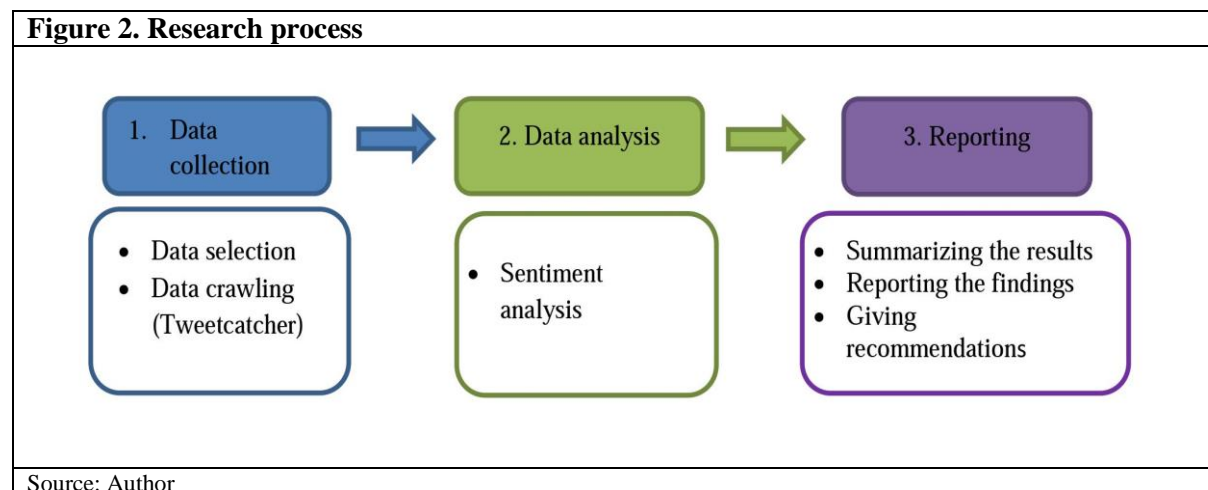 Figure 2. Research process
1. Data
collection
2. Data analysis
3. Reporting
• Data selection
• Data crawling
(Tweetcatcher)
• Sentiment
analysis
• Summarizing the results
• Reporting the findings
• Giving
recommendations
Source: Author